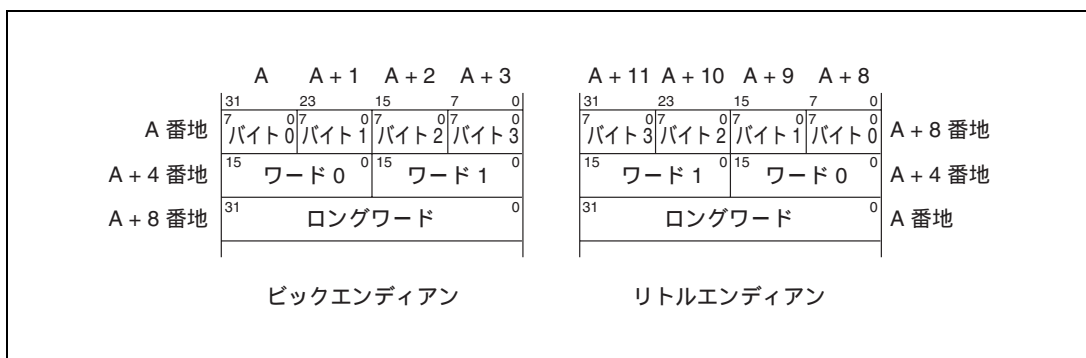 A A + 1 A + 2 A + 3 A + 11 A + 10 A + 9 A + 8
31 23 15 7 0 31 23 15 7 0
7 0 7 0 7 0 7 0 7 0 7 0 7 0 7 0
A 番地 バイト 0 バイト 1 バイト 2 バイト 3 バイト 3 バイト 2 バイト 1 バイト 0 A + 8 番地
15 0 15 0 15 0 15 0
A + 4 番地 ワード 0 ワード 1 ワード 1 ワード 0 A + 4 番地
31 0 31 0
A + 8 番地 ロングワード ロングワード A 番地
ビックエンディアン リトルエンディアン